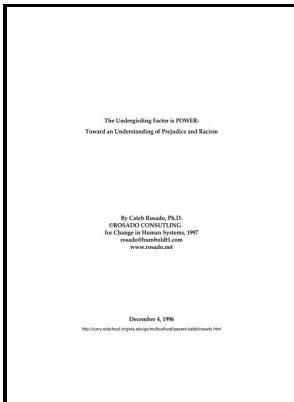 The Undergirding Factor is POWER:
Toward an Understanding of Prejudice and Racism
By Caleb Rosado, Ph.D.
©ROSADO CONSUTLING
for Change in Human Systems, 1997
rosado@humboldt1.com
www.rosado.net
December 4, 1996
http://curry.edschool.virginia.edu/go/multicultural/papers/caleb/rosado.html